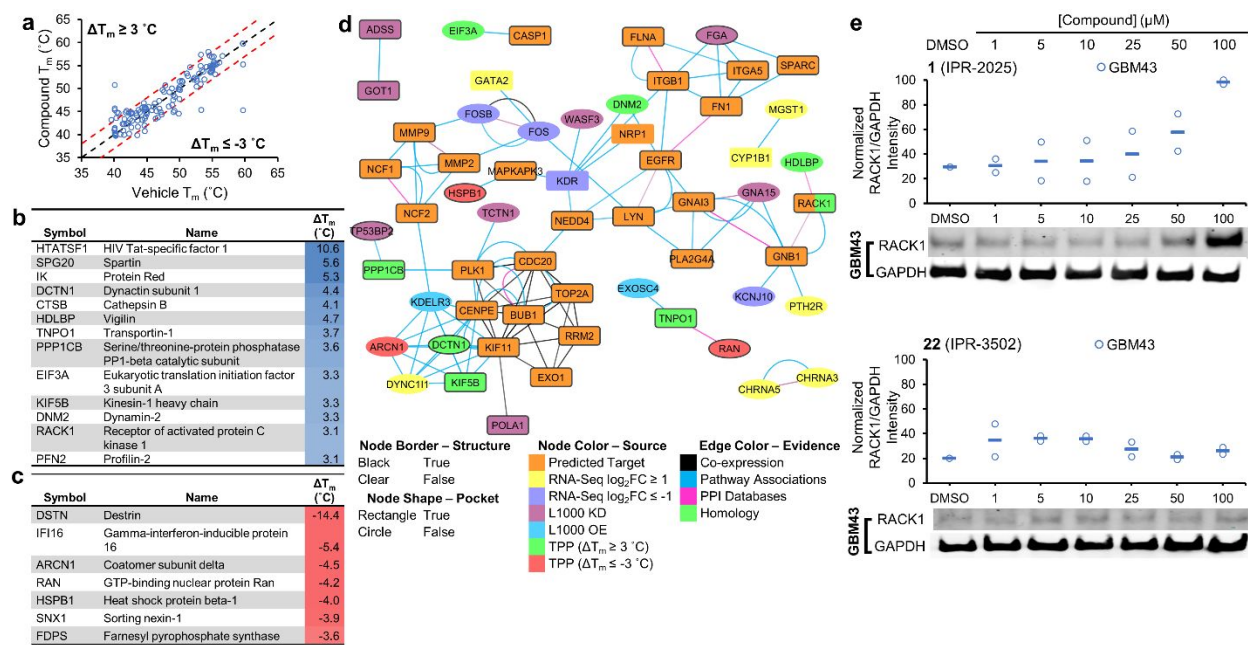 a
ΔTm ≥ 3 ˚C
Compound Tm (˚C)
65
60
55
50
45
40
35
35 40 45 50 55 60 65
ΔTm ≤ -3 ˚C
Vehicle Tm (˚C)
b
Symbol Name ΔTm (˚C)
HTATSF1 HIV Tat-specific factor 1 10.6
SPG20 Spartin 5.6
IK Protein Red 5.3
DCTN1 Dynactin subunit 1 4.4
CTSB Cathepsin B 4.1
HDLBP Vigilin 4.7
TNPO1 Transportin-1 3.7
PPP1CB Serine/threonine-protein phosphatase PP1-beta catalytic subunit 3.6
EIF3A Eukaryotic translation initiation factor 3 subunit A 3.3
KIF5B Kinesin-1 heavy chain 3.3
DNM2 Dynamin-2 3.3
RACK1 Receptor of activated protein C kinase 1 3.1
PFN2 Profilin-2 3.1
c
Symbol Name ΔTm (˚C)
DSTN Destrin -14.4
IFI16 Gamma-interferon-inducible protein 16 -5.4
ARCN1 Coatomer subunit delta -4.5
RAN GTP-binding nuclear protein Ran -4.2
HSPB1 Heat shock protein beta-1 -4.0
SNX1 Sorting nexin-1 -3.9
FDPS Farnesyl pyrophosphate synthase -3.6
d
ADSS
EIF3A
CASP1
FLNA
FGA
GOT1
GATA2
ITGB1
ITGA5
SPARC
FOSB
FOS
WASF3
DNM2
NRP1
FN1
MGST1
MMP9
EGFR
CYP1B1
NCF1
MMP2
MAPKAPK3
KDR
HDLBP
HSPB1
GNA15
NCF2
TCTN1
NEDD4
LYN
GNAI3
RACK1
TP53BP2
PLA2G4A
GNB1
PPP1CB
PLK1
CDC20
KDELR3
TOP2A
EXOSC4
KCNJ10
PTH2R
CENPE
BUB1
TNPO1
ARCN1
DCTN1
KIF11
RRM2
RAN
DYNC1I1
KIF5B
EXO1
CHRNA5
CHRNA3
POLA1
Node Border – Structure
Black True
Clear False
Node Shape – Pocket
Rectangle True
Circle False
Node Color – Source
Predicted Target
RNA-Seq log2FC ≥ 1
RNA-Seq log2FC ≤ -1
L1000 KD
L1000 OE
TPP (ΔTm ≥ 3 ˚C)
TPP (ΔTm ≤ -3 ˚C)
Edge Color – Evidence
Co-expression
Pathway Associations
PPI Databases
Homology
e
[Compound] (µM)
DMSO 1 5 10 25 50 100
1 (IPR-2025) GBM43
Normalized RACK1/GAPDH Intensity
100
80
60
40
20
0
DMSO 1 5 10 25 50 100
GBM43
RACK1
GAPDH
22 (IPR-3502) GBM43
Normalized RACK1/GAPDH Intensity
100
80
60
40
20
0
DMSO 1 5 10 25 50 100
GBM43
RACK1
GAPDH